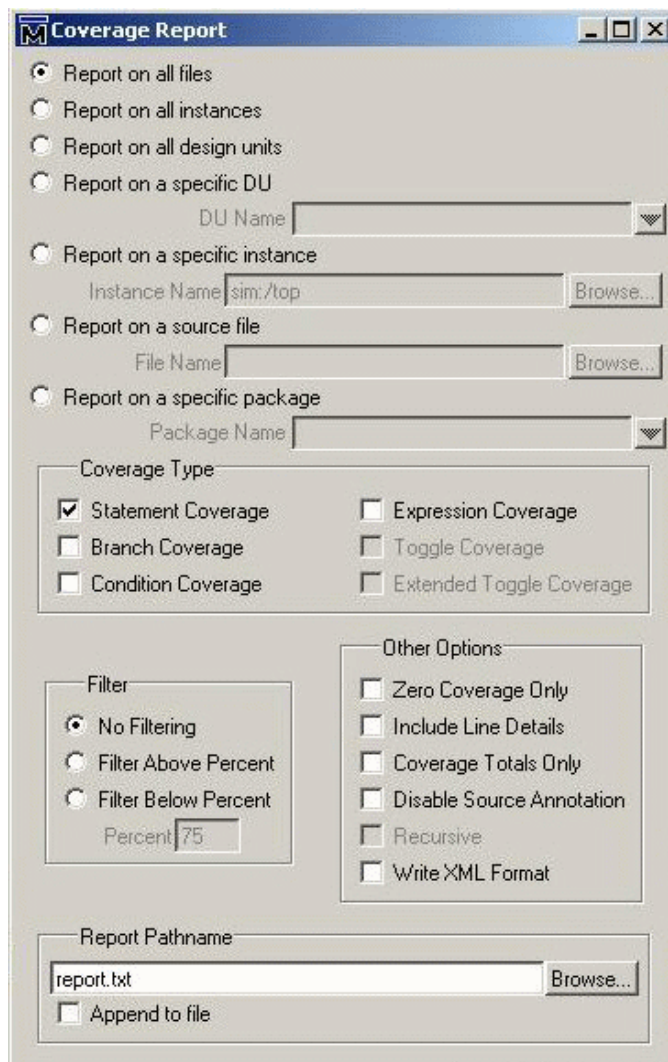 M Coverage Report
Report on all files
Report on all instances
Report on all design units
Report on a specific DU
DU Name
Report on a specific instance
Instance Name sim:/top Browse...
Report on a source file
File Name Browse...
Report on a specific package
Package Name
Coverage Type
Statement Coverage
Branch Coverage
Condition Coverage
Expression Coverage
Toggle Coverage
Extended Toggle Coverage
Filter
No Filtering
Filter Above Percent
Filter Below Percent
Percent 75
Other Options
Zero Coverage Only
Include Line Details
Coverage Totals Only
Disable Source Annotation
Recursive
Write XML Format
Report Pathname
report.txt Browse...
Append to file